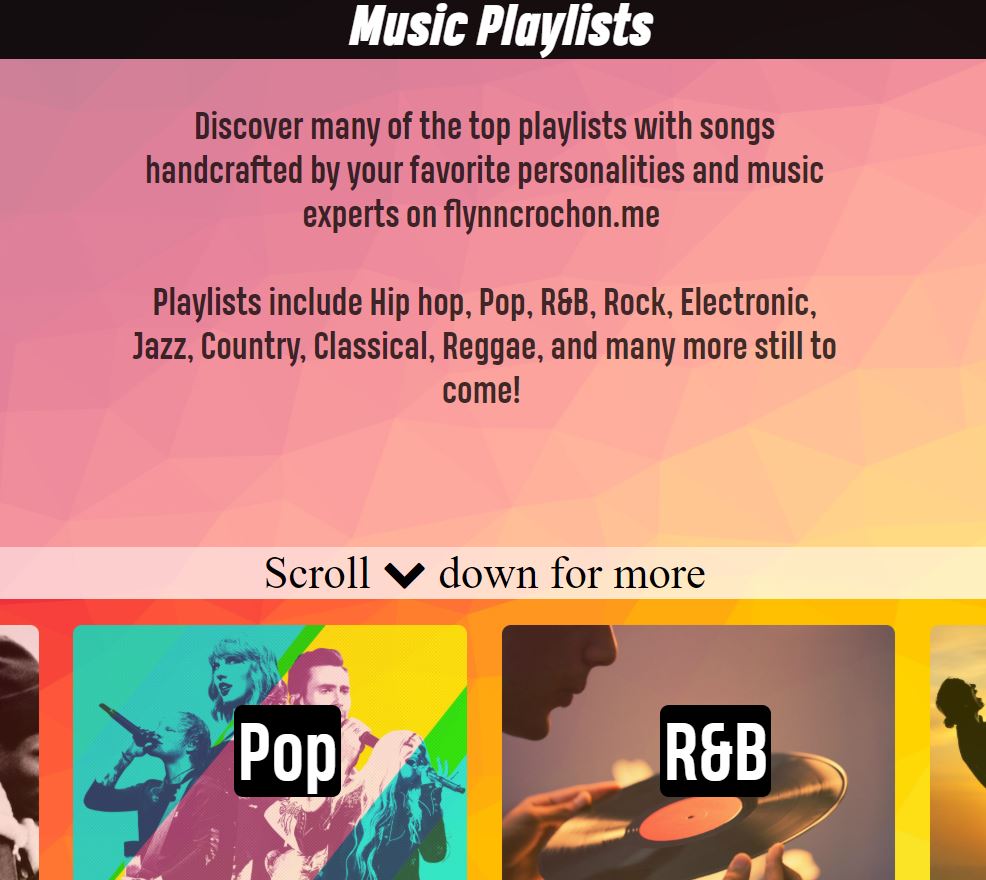 Music Playlists
Discover many of the top playlists with songs
handcrafted by your favorite personalities and music
experts on flynncrochon.me
Playlists include Hip hop, Pop, R&B, Rock, Electronic,
Jazz, Country, Classical, Reggae, and many more still to
come!
Scroll down for more
Pop
R&B